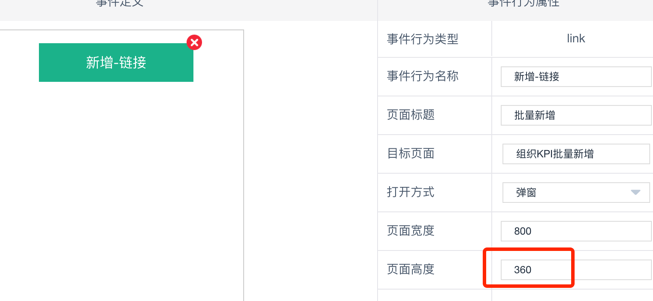 事件定义
事件行为属性
新增-链接
事件行为类型 link
事件行为名称 新增-链接
页面标题 批量新增
目标页面 组织KPI批量新增
打开方式 弹窗
页面宽度 800
页面高度 360